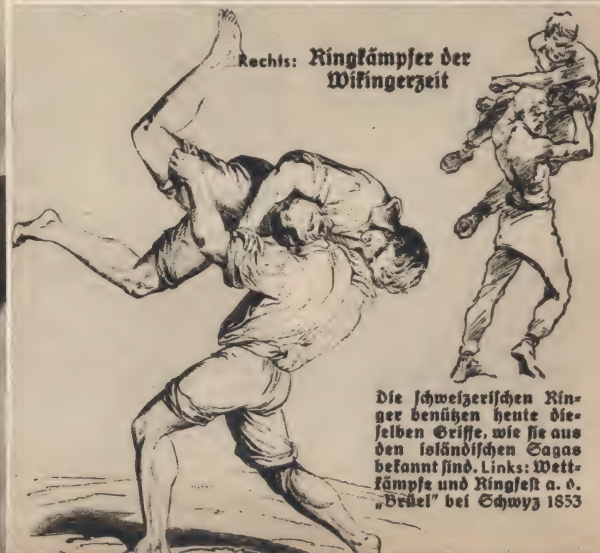 Rechts: Ringkämpfer der
Wikingerzeit
Die schweizerischen Rin=
ger benützen heute die=
selben Griffe, wie sie aus
den isländischen Sagas
bekannt sind. Links: Wett=
kämpfe und Ringfest a. d.
„Brüel" bei Schwyz 1853